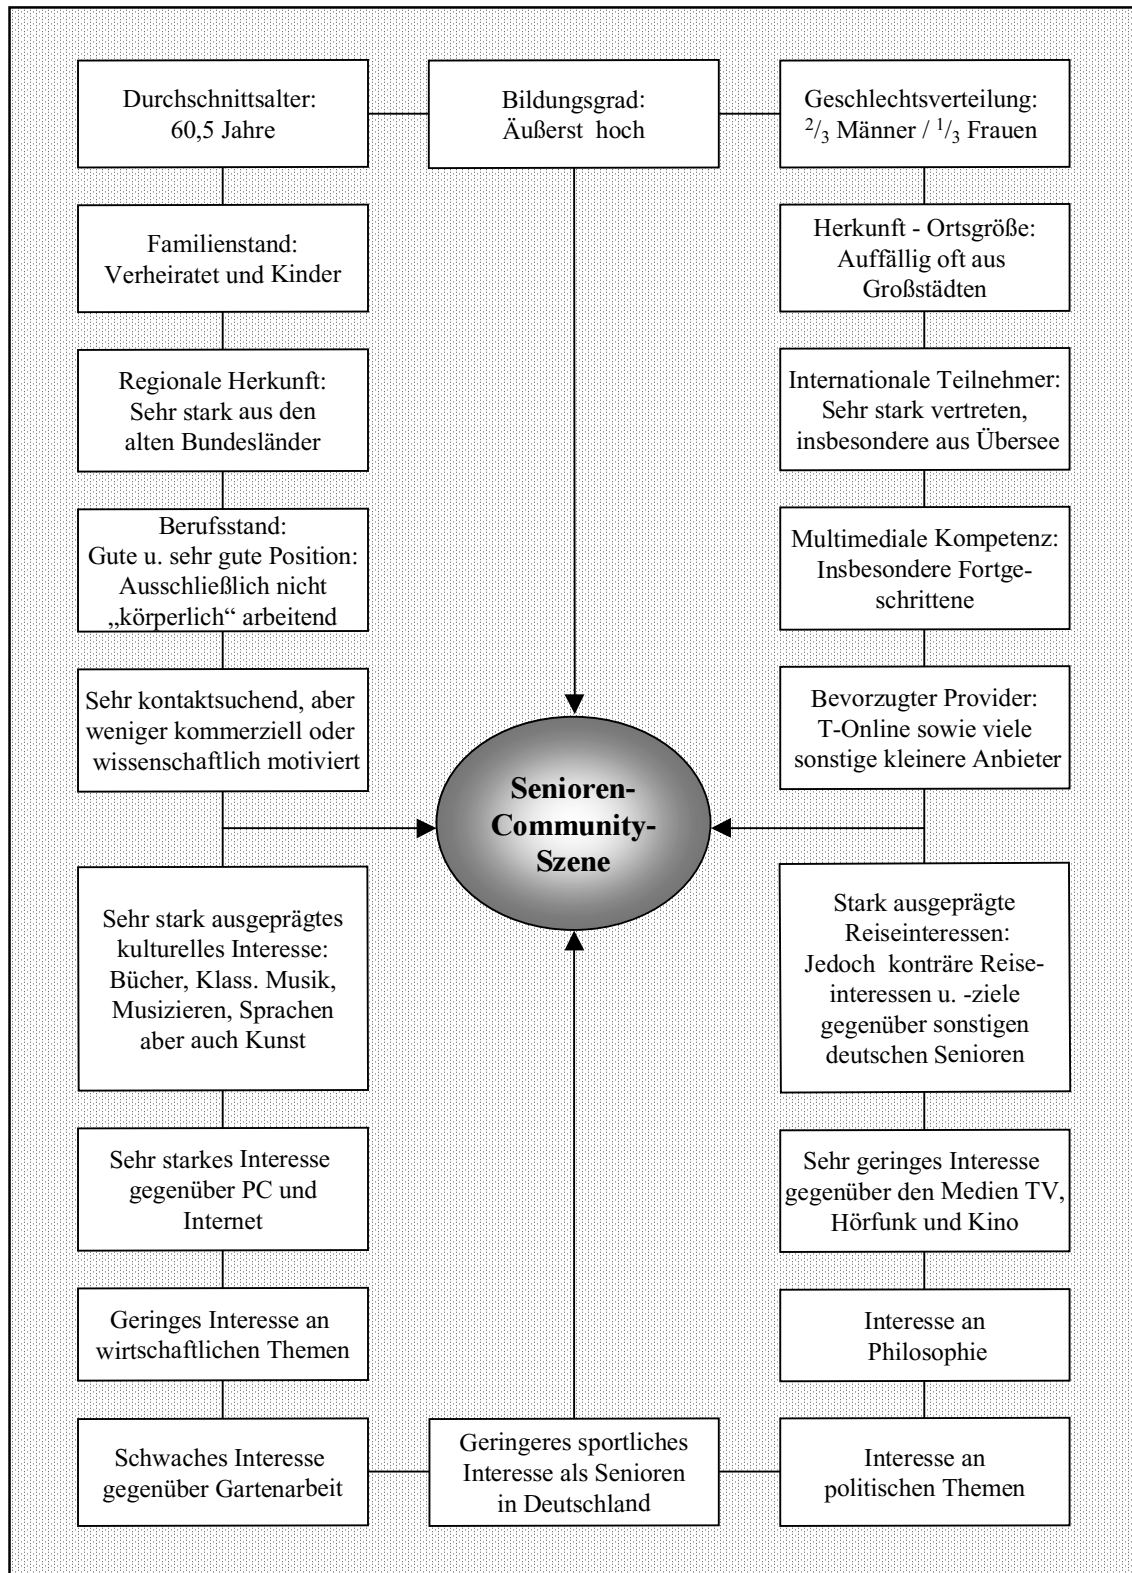 Durchschnittsalter:
60,5 Jahre
Bildungsgrad:
Äußerst hoch
Geschlechtsverteilung:
2/3 Männer / 1/3 Frauen
Familienstand:
Verheiratet und Kinder
Herkunft - Ortsgröße:
Auffällig oft aus
Großstädten
Regionale Herkunft:
Sehr stark aus den
alten Bundesländer
Internationale Teilnehmer:
Sehr stark vertreten,
insbesondere aus Übersee
Berufsstand:
Gute u. sehr gute Position:
Ausschließlich nicht
„körperlich“ arbeitend
Multimediale Kompetenz:
Insbesondere Fortge-
schrittene
Sehr kontaktsuchend, aber
weniger kommerziell oder
wissenschaftlich motiviert
Bevorzugter Provider:
T-Online sowie viele
sonstige kleinere Anbieter
Senioren-
Community-
Szene
Sehr stark ausgeprägtes
kulturelles Interesse:
Bücher, Klass. Musik,
Musizieren, Sprachen
aber auch Kunst
Stark ausgeprägte
Reiseinteressen:
Jedoch konträre Reise-
interessen u. -ziele
gegenüber sonstigen
deutschen Senioren
Sehr starkes Interesse
gegenüber PC und
Internet
Sehr geringes Interesse
gegenüber den Medien TV,
Hörfunk und Kino
Geringes Interesse an
wirtschaftlichen Themen
Interesse an
Philosophie
Schwaches Interesse
gegenüber Gartenarbeit
Geringeres sportliches
Interesse als Senioren
in Deutschland
Interesse an
politischen Themen